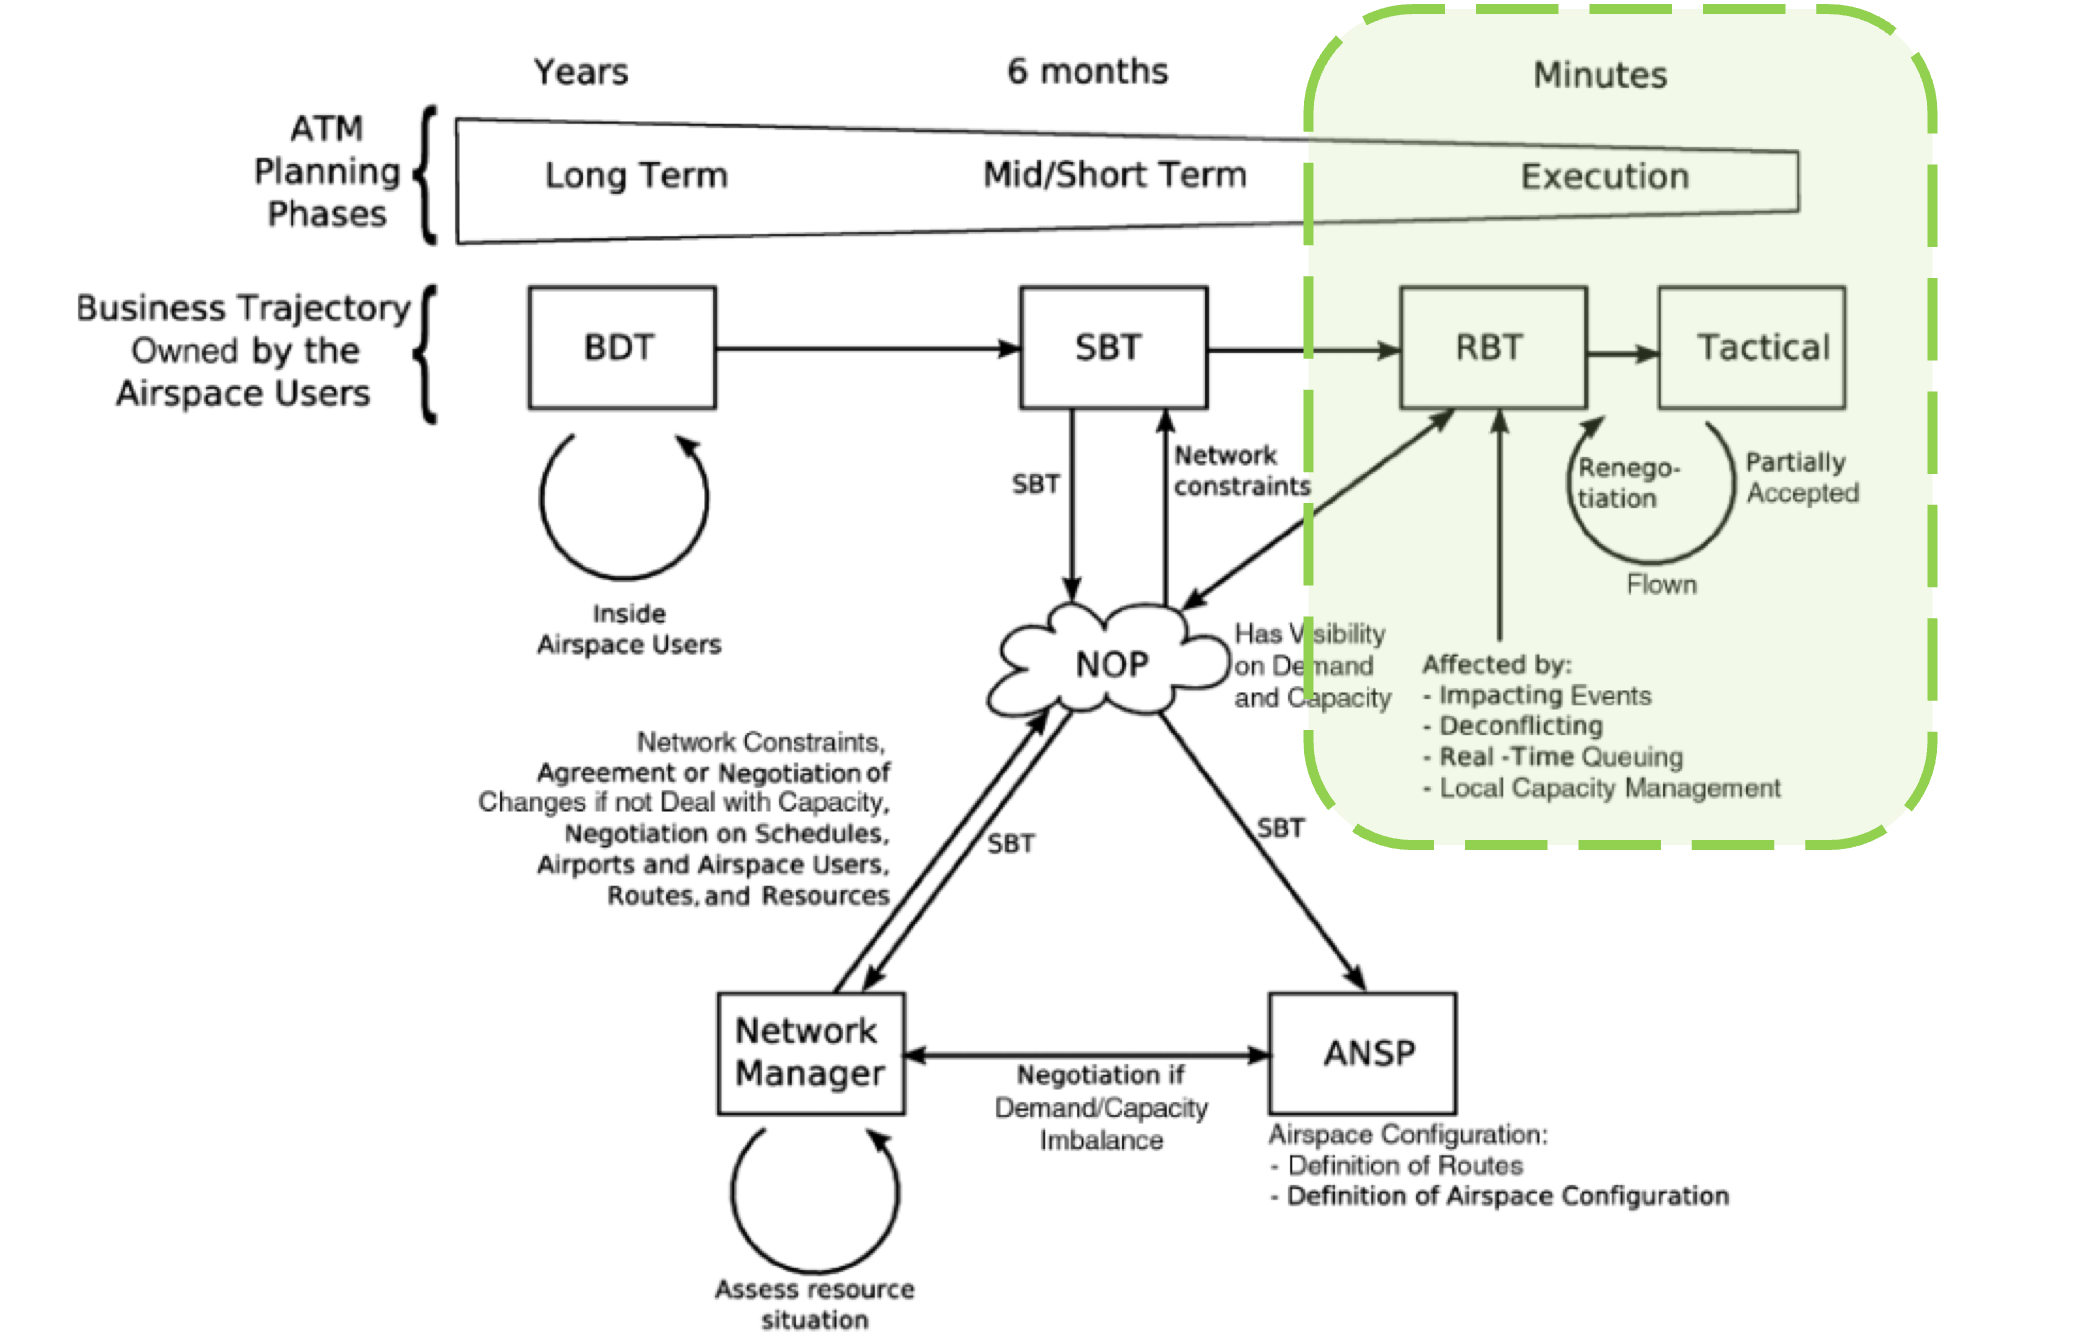 Years
6 months
Minutes
ATM
Planning
Phases
Long Term
Mid/Short Term
Execution
Business Trajectory
Owned by the
Airspace Users
BDT
SBT
RBT
Tactical
Inside
Airspace Users
SBT
Network
constraints
Renego-
tiation
Partially
Accepted
Flown
NOP
Has Visibility
on Demand
and Capacity
Affected by:
- Impacting Events
- Deconflicting
- Real -Time Queuing
- Local Capacity Management
Network Constraints,
Agreement or Negotiation of
Changes if not Deal with Capacity,
Negotiation on Schedules,
Airports and Airspace Users,
Routes, and Resources
SBT
SBT
Network
Manager
ANSP
Negotiation if
Demand/Capacity
Imbalance
Airspace Configuration:
- Definition of Routes
- Definition of Airspace Configuration
Assess resource
situation